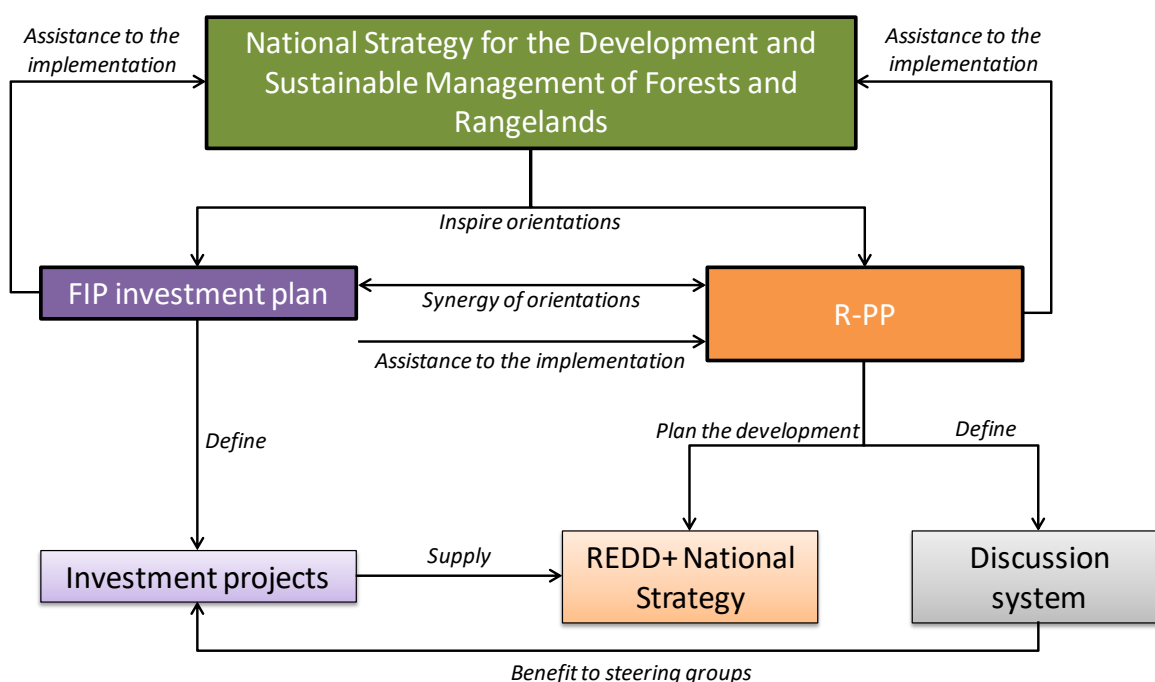 Assistance to the
implementation
National Strategy for the Development and
Sustainable Management of Forests and
Rangelands
Assistance to the
implementation
Inspire orientations
FIP investment plan
Synergy of orientations
R-PP
Assistance to the implementation
Define
Plan the development
Define
Investment projects
Supply
REDD+ National
Strategy
Discussion
system
Benefit to steering groups